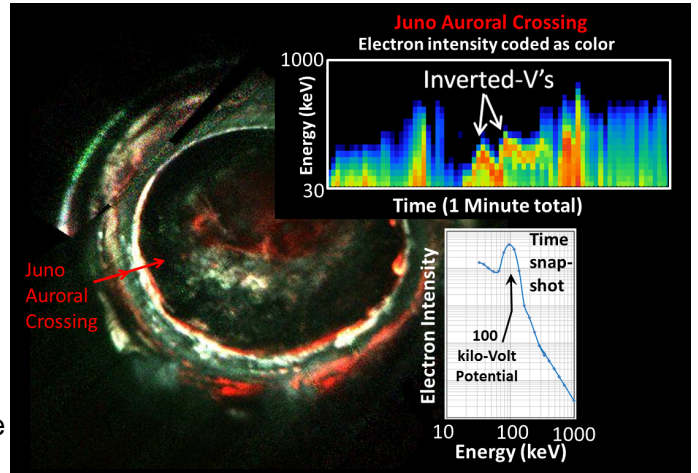 Juno Auroral Crossing
Electron intensity coded as color
1000
Energy (keV)
30
Inverted-V's
Time (1 Minute total)
Juno
Auroral
Crossing
Electron Intensity
Time
snap-
shot
100
kilo-Volt
Potential
10
100
1000
Energy (keV)
e